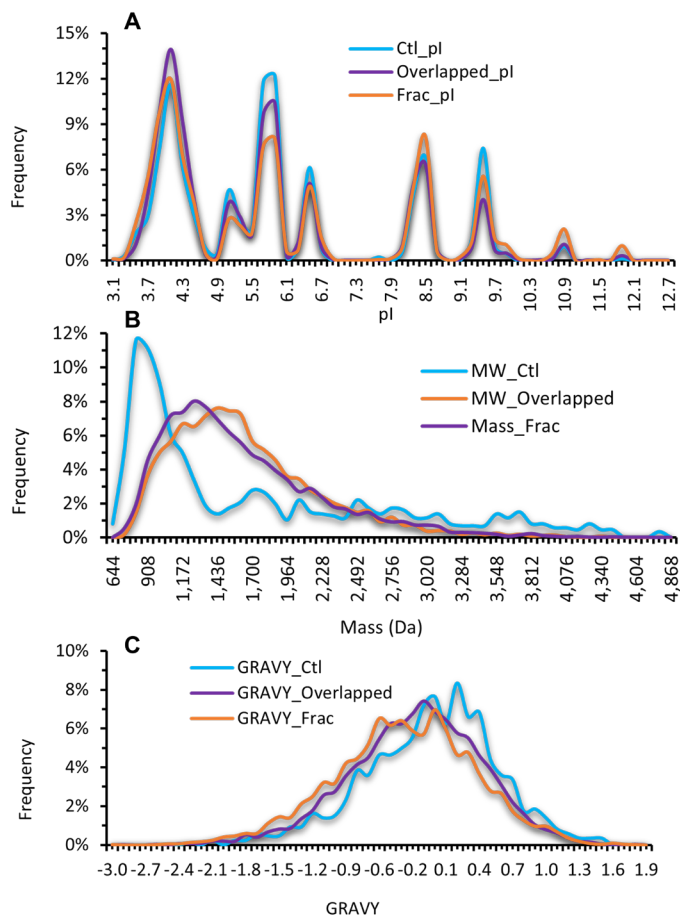 A
15%
12%
9%
6%
3%
0%
Frequency
Ctl_pI
Overlapped_pI
Frac_pI
3.1 3.7 4.3 4.9 5.5 6.1 6.7 7.3 7.9 8.5 9.1 9.7 10.3 10.9 11.5 12.1 12.7
pI
B
12%
10%
8%
6%
4%
2%
0%
Frequency
MW_Ctl
MW_Overlapped
Mass_Frac
644 908 1,172 1,436 1,700 1,964 2,228 2,492 2,756 3,020 3,284 3,548 3,812 4,076 4,340 4,604 4,868
Mass (Da)
C
10%
8%
6%
4%
2%
0%
Frequency
GRAVY_Ctl
GRAVY_Overlapped
GRAVY_Frac
-3.0 -2.7 -2.4 -2.1 -1.8 -1.5 -1.2 -0.9 -0.6 -0.2 0.1 0.4 0.7 1.0 1.3 1.6 1.9
GRAVY